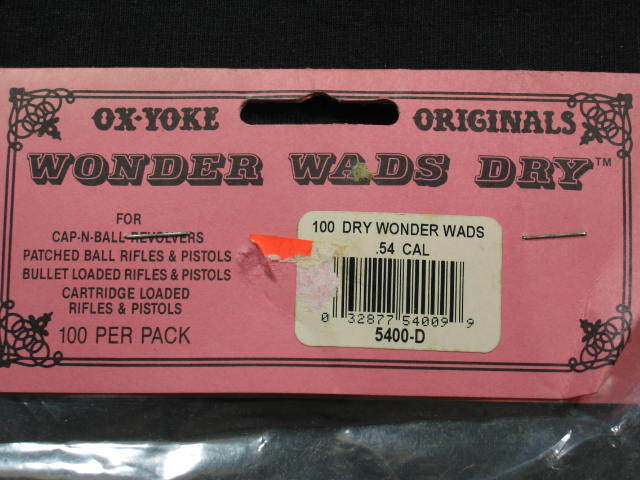 OX-YOKE ORIGINALS
WONDER WADS DRY™
FOR
CAP-N-BALL REVOLVERS
PATCHED BALL RIFLES & PISTOLS
BULLET LOADED RIFLES & PISTOLS
CARTRIDGE LOADED
RIFLES & PISTOLS
100 PER PACK
100 DRY WONDER WADS
.54 CAL
0 32877 54009 9
5400-D